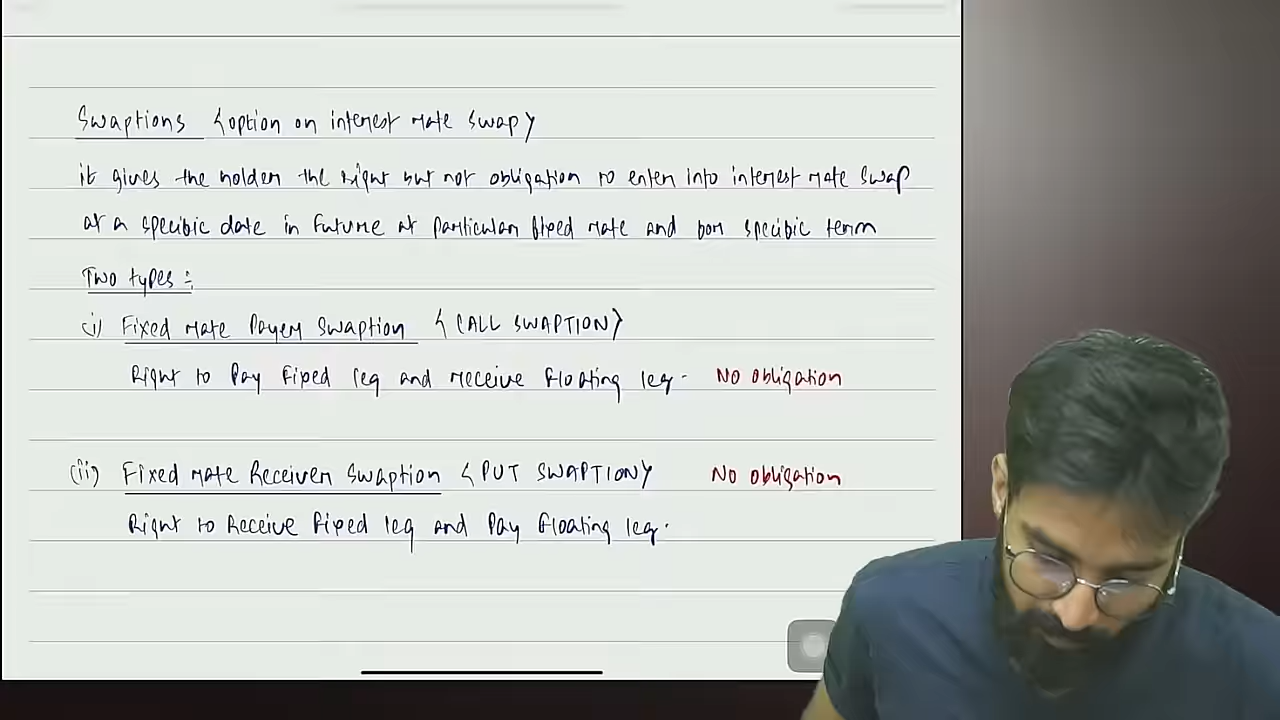 Swaptions {option on interest rate swap}
it gives the holder the right but not obligation to enter into interest rate swap
at a specific date in future at particular fixed rate and for specific term
Two types :-
(i) Fixed rate Payer Swaption {CALL SWAPTION}
Right to Pay Fixed leg and receive floating leg. No obligation
(ii) Fixed rate Receiver Swaption {PUT SWAPTION} No obligation
Right to Receive fixed leg and Pay floating leg.